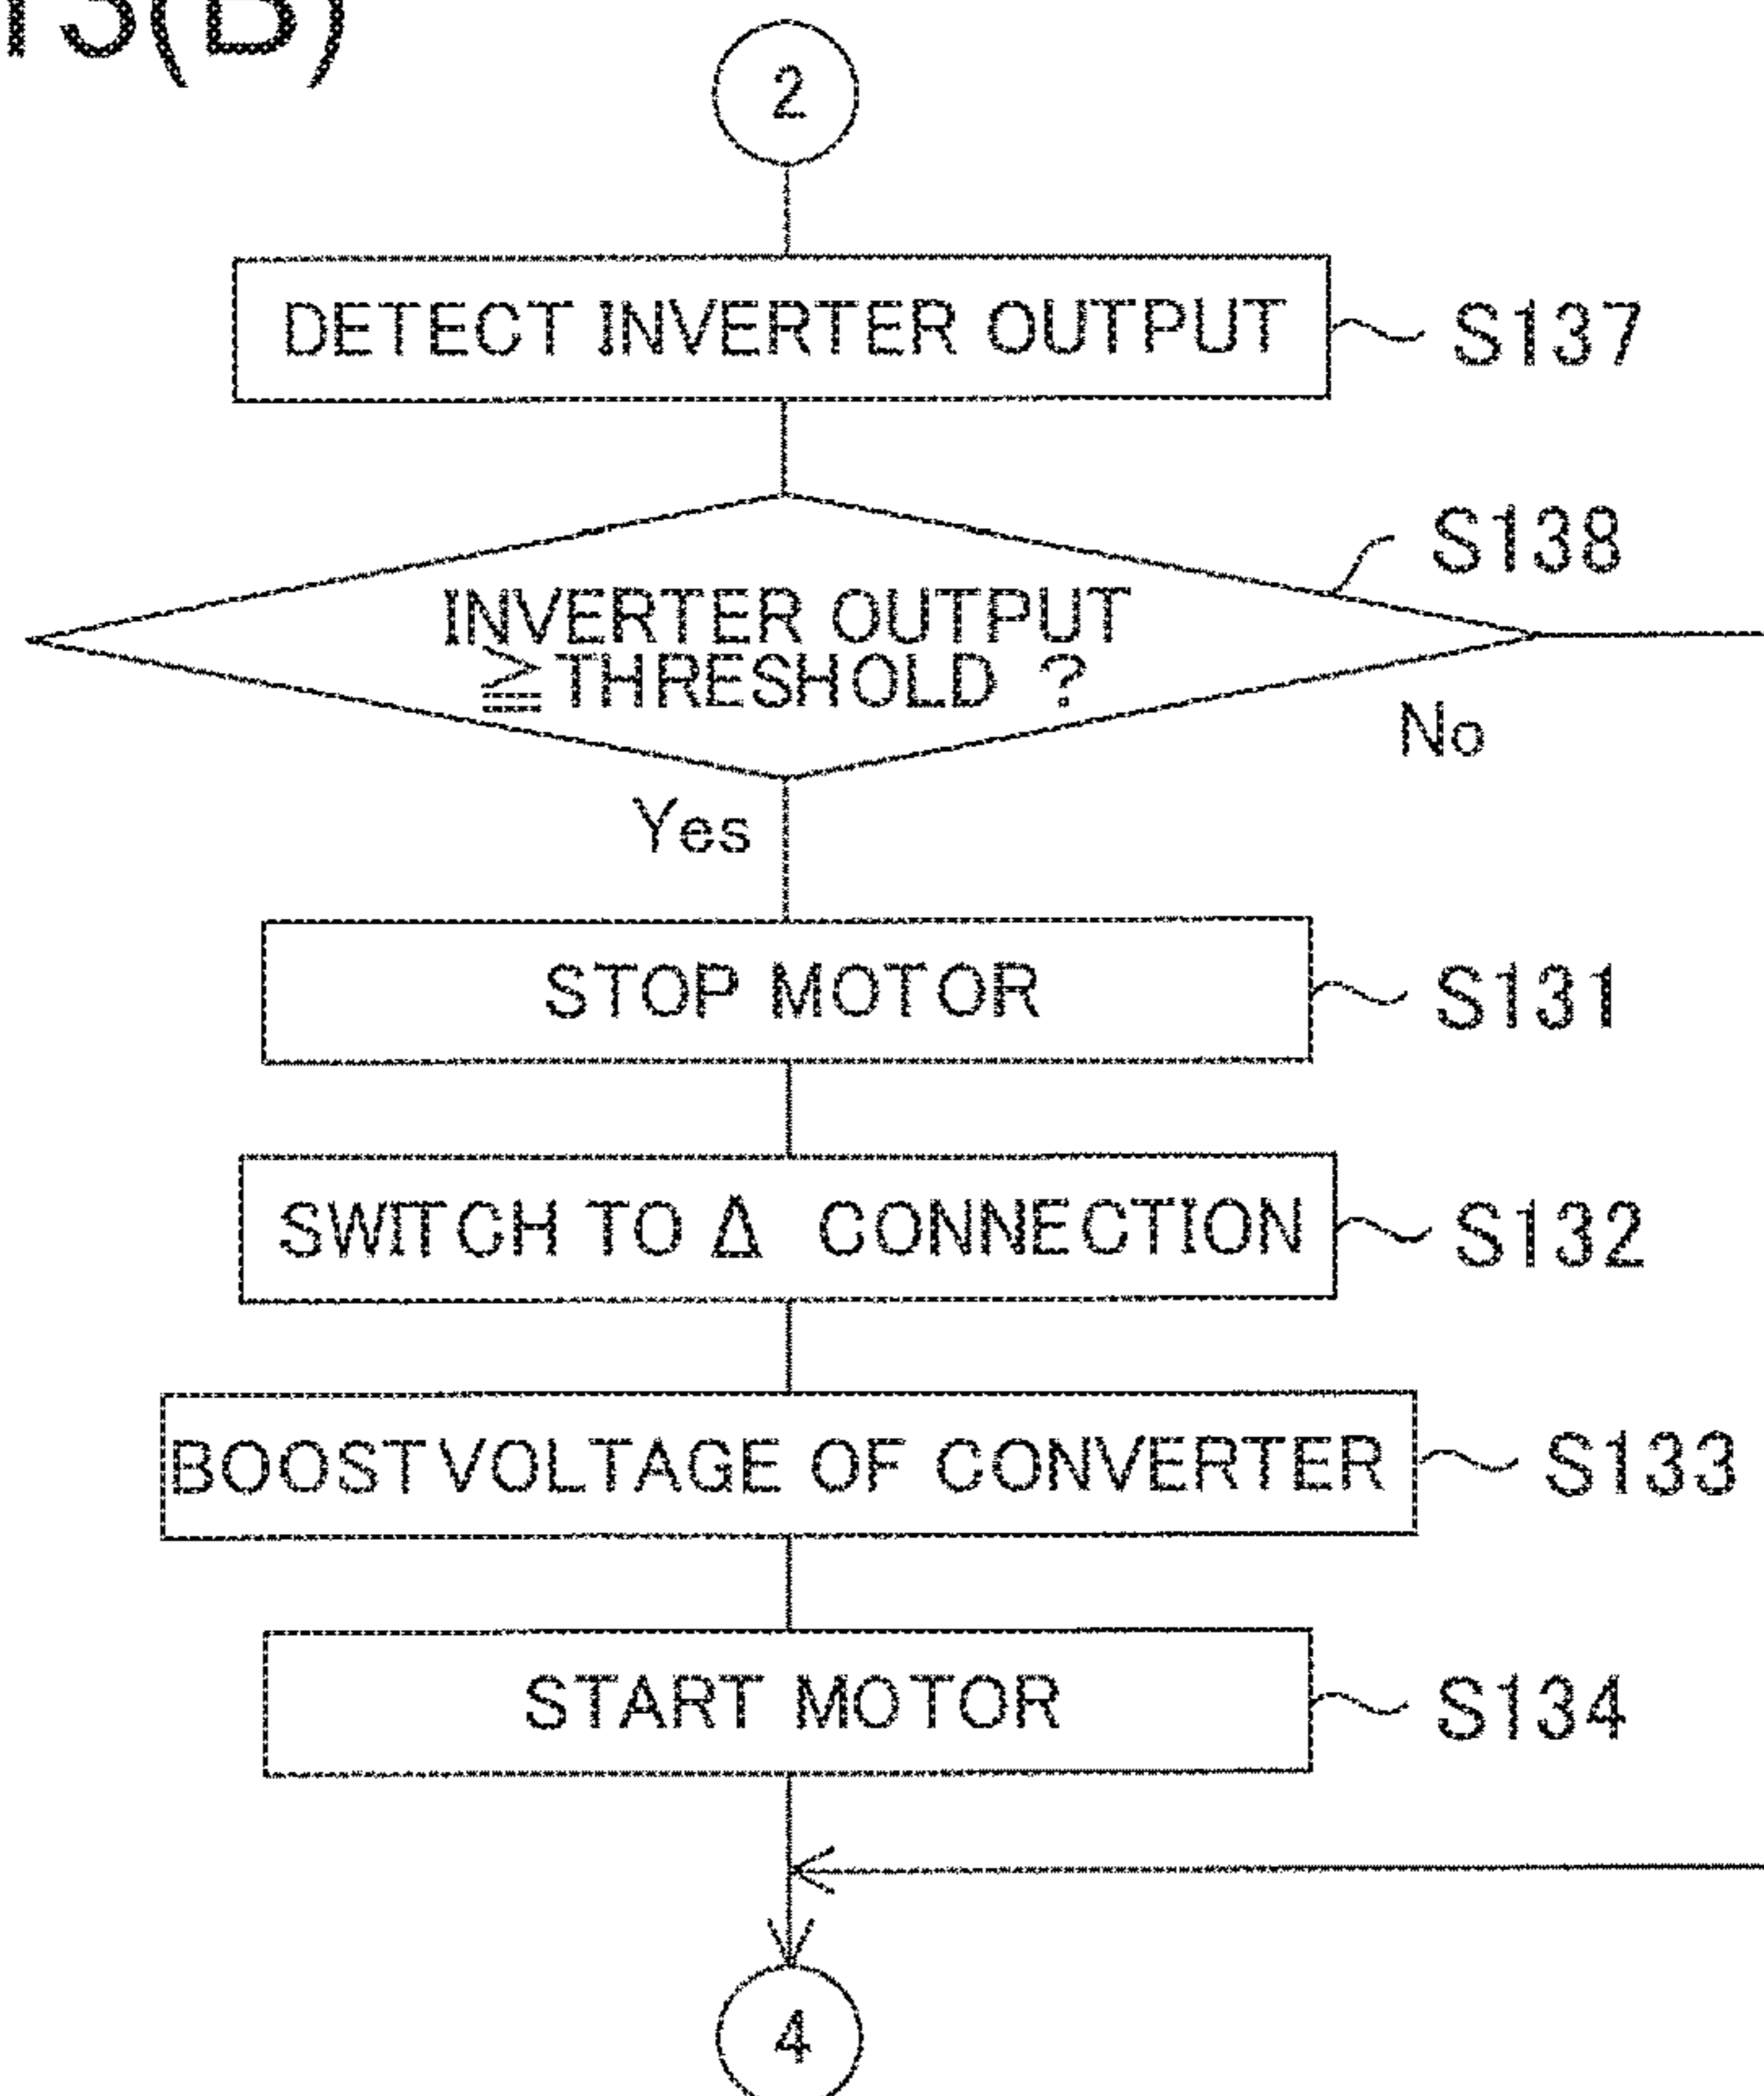 13(B)
2
DETECT INVERTER OUTPUT
S137
S138
INVERTER OUTPUT
≧THRESHOLD ?
No
Yes
STOP MOTOR
S131
SWITCH TO Δ CONNECTION
S132
BOOST VOLTAGE OF CONVERTER
S133
START MOTOR
S134
4